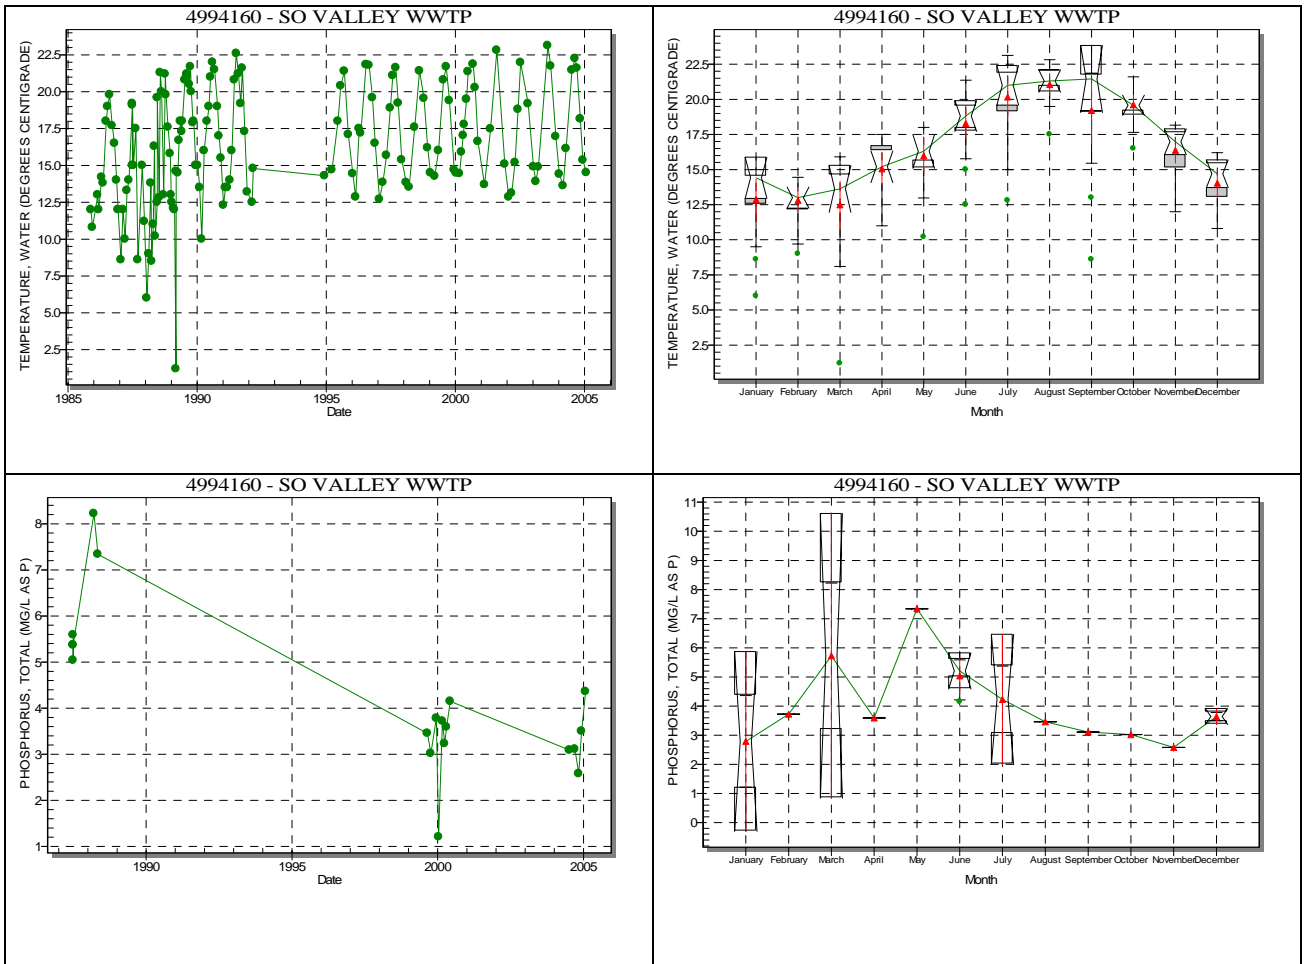 4994160 - SO VALLEY WWTP
TEMPERATURE, WATER (DEGREES CENTIGRADE)
22.5
20.0
17.5
15.0
12.5
10.0
7.5
5.0
2.5
1985 1990 1995 2000 2005
Date
4994160 - SO VALLEY WWTP
TEMPERATURE, WATER (DEGREES CENTIGRADE)
22.5
20.0
17.5
15.0
12.5
10.0
7.5
5.0
2.5
January February March April May June July August September October November December
Month
4994160 - SO VALLEY WWTP
PHOSPHORUS, TOTAL (MG/L AS P)
8
7
6
5
4
3
2
1
1990 1995 2000 2005
Date
4994160 - SO VALLEY WWTP
PHOSPHORUS, TOTAL (MG/L AS P)
11
10
9
8
7
6
5
4
3
2
1
0
January February March April May June July August September October November December
Month